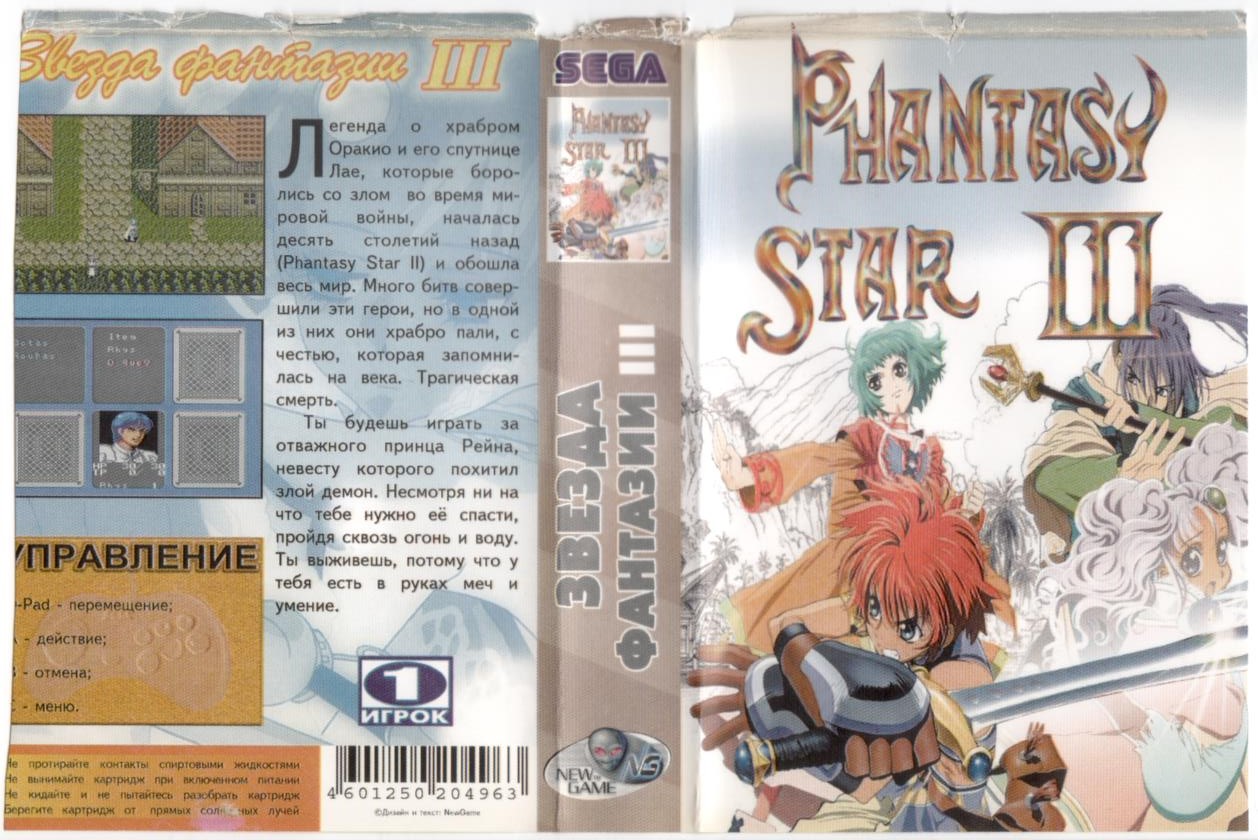 Звезда фантазии III
Легенда о храбром
Оракио и его спутнице
Лае, которые боро-
лись со злом во время ми-
ровой войны, началась
десять столетий назад
(Phantasy Star II) и обошла
весь мир. Много битв совер-
шили эти герои, но в одной
из них они храбро пали, с
честью, которая запомни-
лась на века. Трагическая
смерть.
Ты будешь играть за
отважного принца Рейна,
невесту которого похитил
злой демон. Несмотря ни на
что тебе нужно её спасти,
пройдя сквозь огонь и воду.
Ты выживешь, потому что у
тебя есть в руках меч и
умение.
Item
Rhys
O que?
УПРАВЛЕНИЕ
-Pad - перемещение;
А - действие;
В - отмена;
С - меню.
1
ИГРОК
Не протирайте контакты спиртовыми жидкостями
Не вынимайте картридж при включенном питании
Не кидайте и не пытайтесь разобрать картридж
Берегите картридж от прямых солнечных лучей
4 601250 204963
©Дизайн и текст: NewGame
SEGA
PHANTASY
STAR III
ЗВЕЗДА
ФАНТАЗИИ III
NEW™
GAME
NG
PHANTASY
STAR III